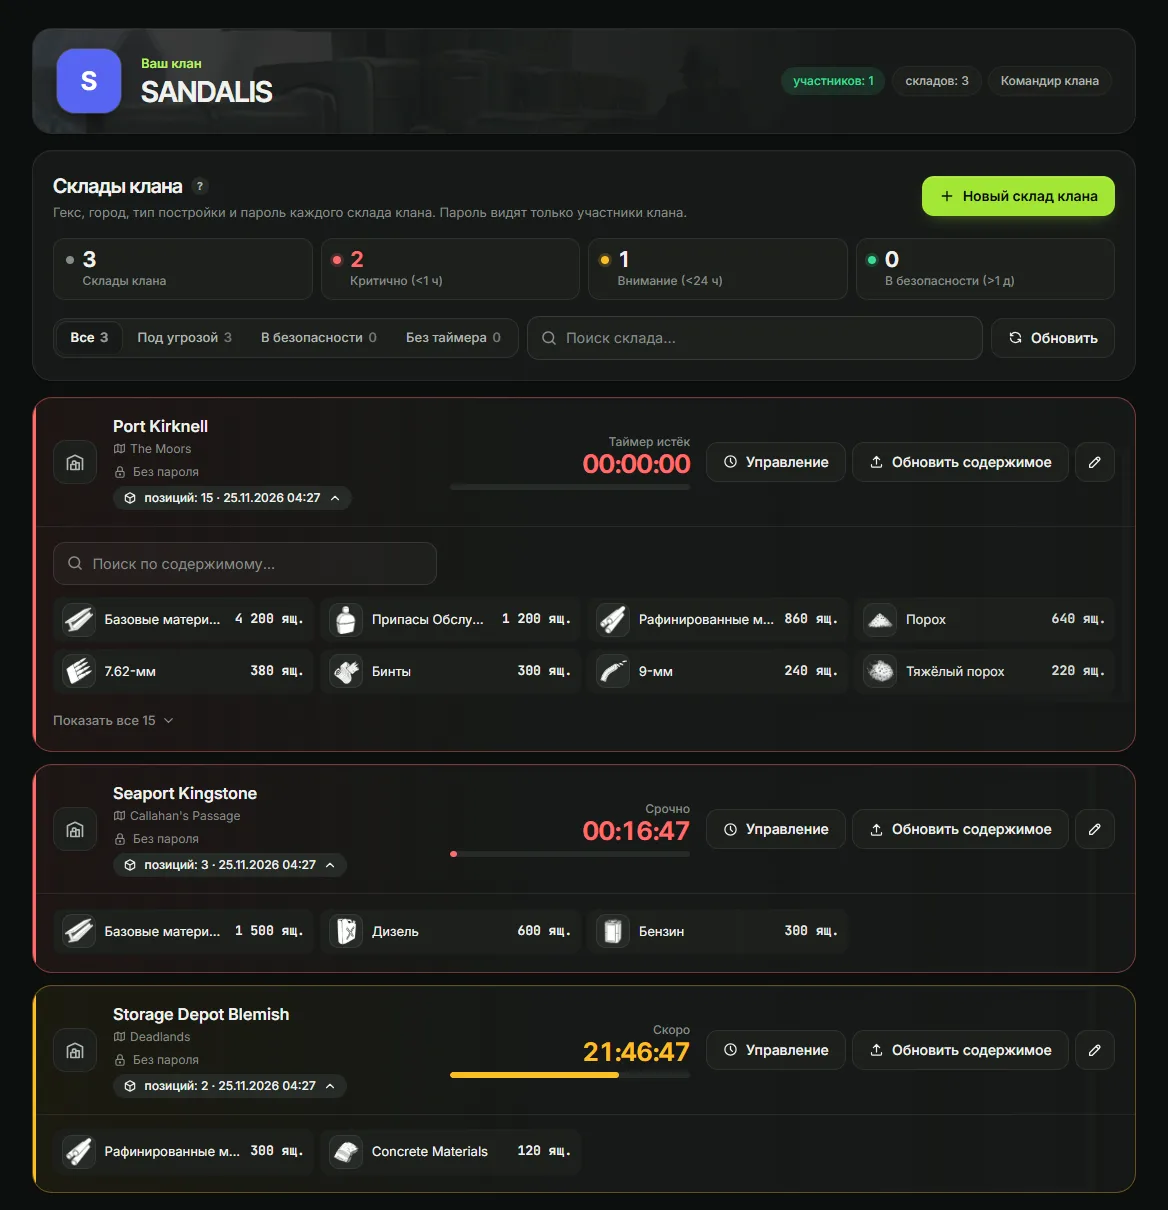 S
Ваш клан
SANDALIS
участников: 1
складов: 3
Командир клана
Склады клана ?
Гекс, город, тип постройки и пароль каждого склада клана. Пароль видят только участники клана.
+ Новый склад клана
3
Склады клана
2
Критично (<1 ч)
1
Внимание (<24 ч)
0
В безопасности (>1 д)
Все 3
Под угрозой 3
В безопасности 0
Без таймера 0
Поиск склада...
Обновить
Port Kirknell
The Moors
Без пароля
позиций: 15 · 25.11.2026 04:27
Таймер истёк
00:00:00
Управление
Обновить содержимое
Поиск по содержимому...
Базовые матери... 4 200 ящ.
Припасы Обслу... 1 200 ящ.
Рафинированные м... 860 ящ.
Порох 640 ящ.
7.62-мм 380 ящ.
Бинты 300 ящ.
9-мм 240 ящ.
Тяжёлый порох 220 ящ.
Показать все 15
Seaport Kingstone
Callahan's Passage
Без пароля
позиций: 3 · 25.11.2026 04:27
Срочно
00:16:47
Управление
Обновить содержимое
Базовые матери... 1 500 ящ.
Дизель 600 ящ.
Бензин 300 ящ.
Storage Depot Blemish
Deadlands
Без пароля
позиций: 2 · 25.11.2026 04:27
Скоро
21:46:47
Управление
Обновить содержимое
Рафинированные м... 300 ящ.
Concrete Materials 120 ящ.